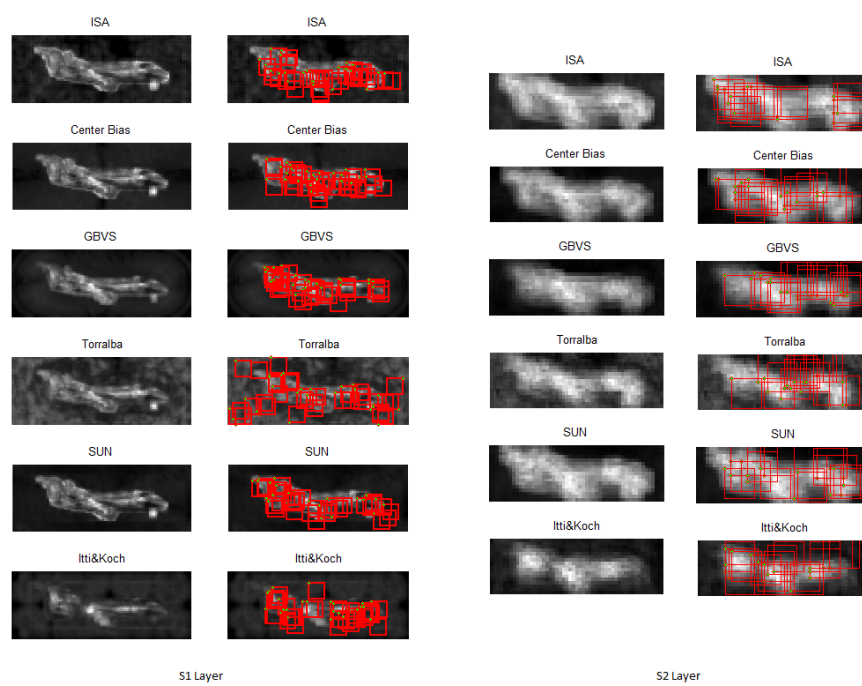 ISA ISA
Center Bias Center Bias
GBVS GBVS
Torralba Torralba
SUN SUN
Itti&Koch Itti&Koch
S1 Layer
ISA ISA
Center Bias Center Bias
GBVS GBVS
Torralba Torralba
SUN SUN
Itti&Koch Itti&Koch
S2 Layer